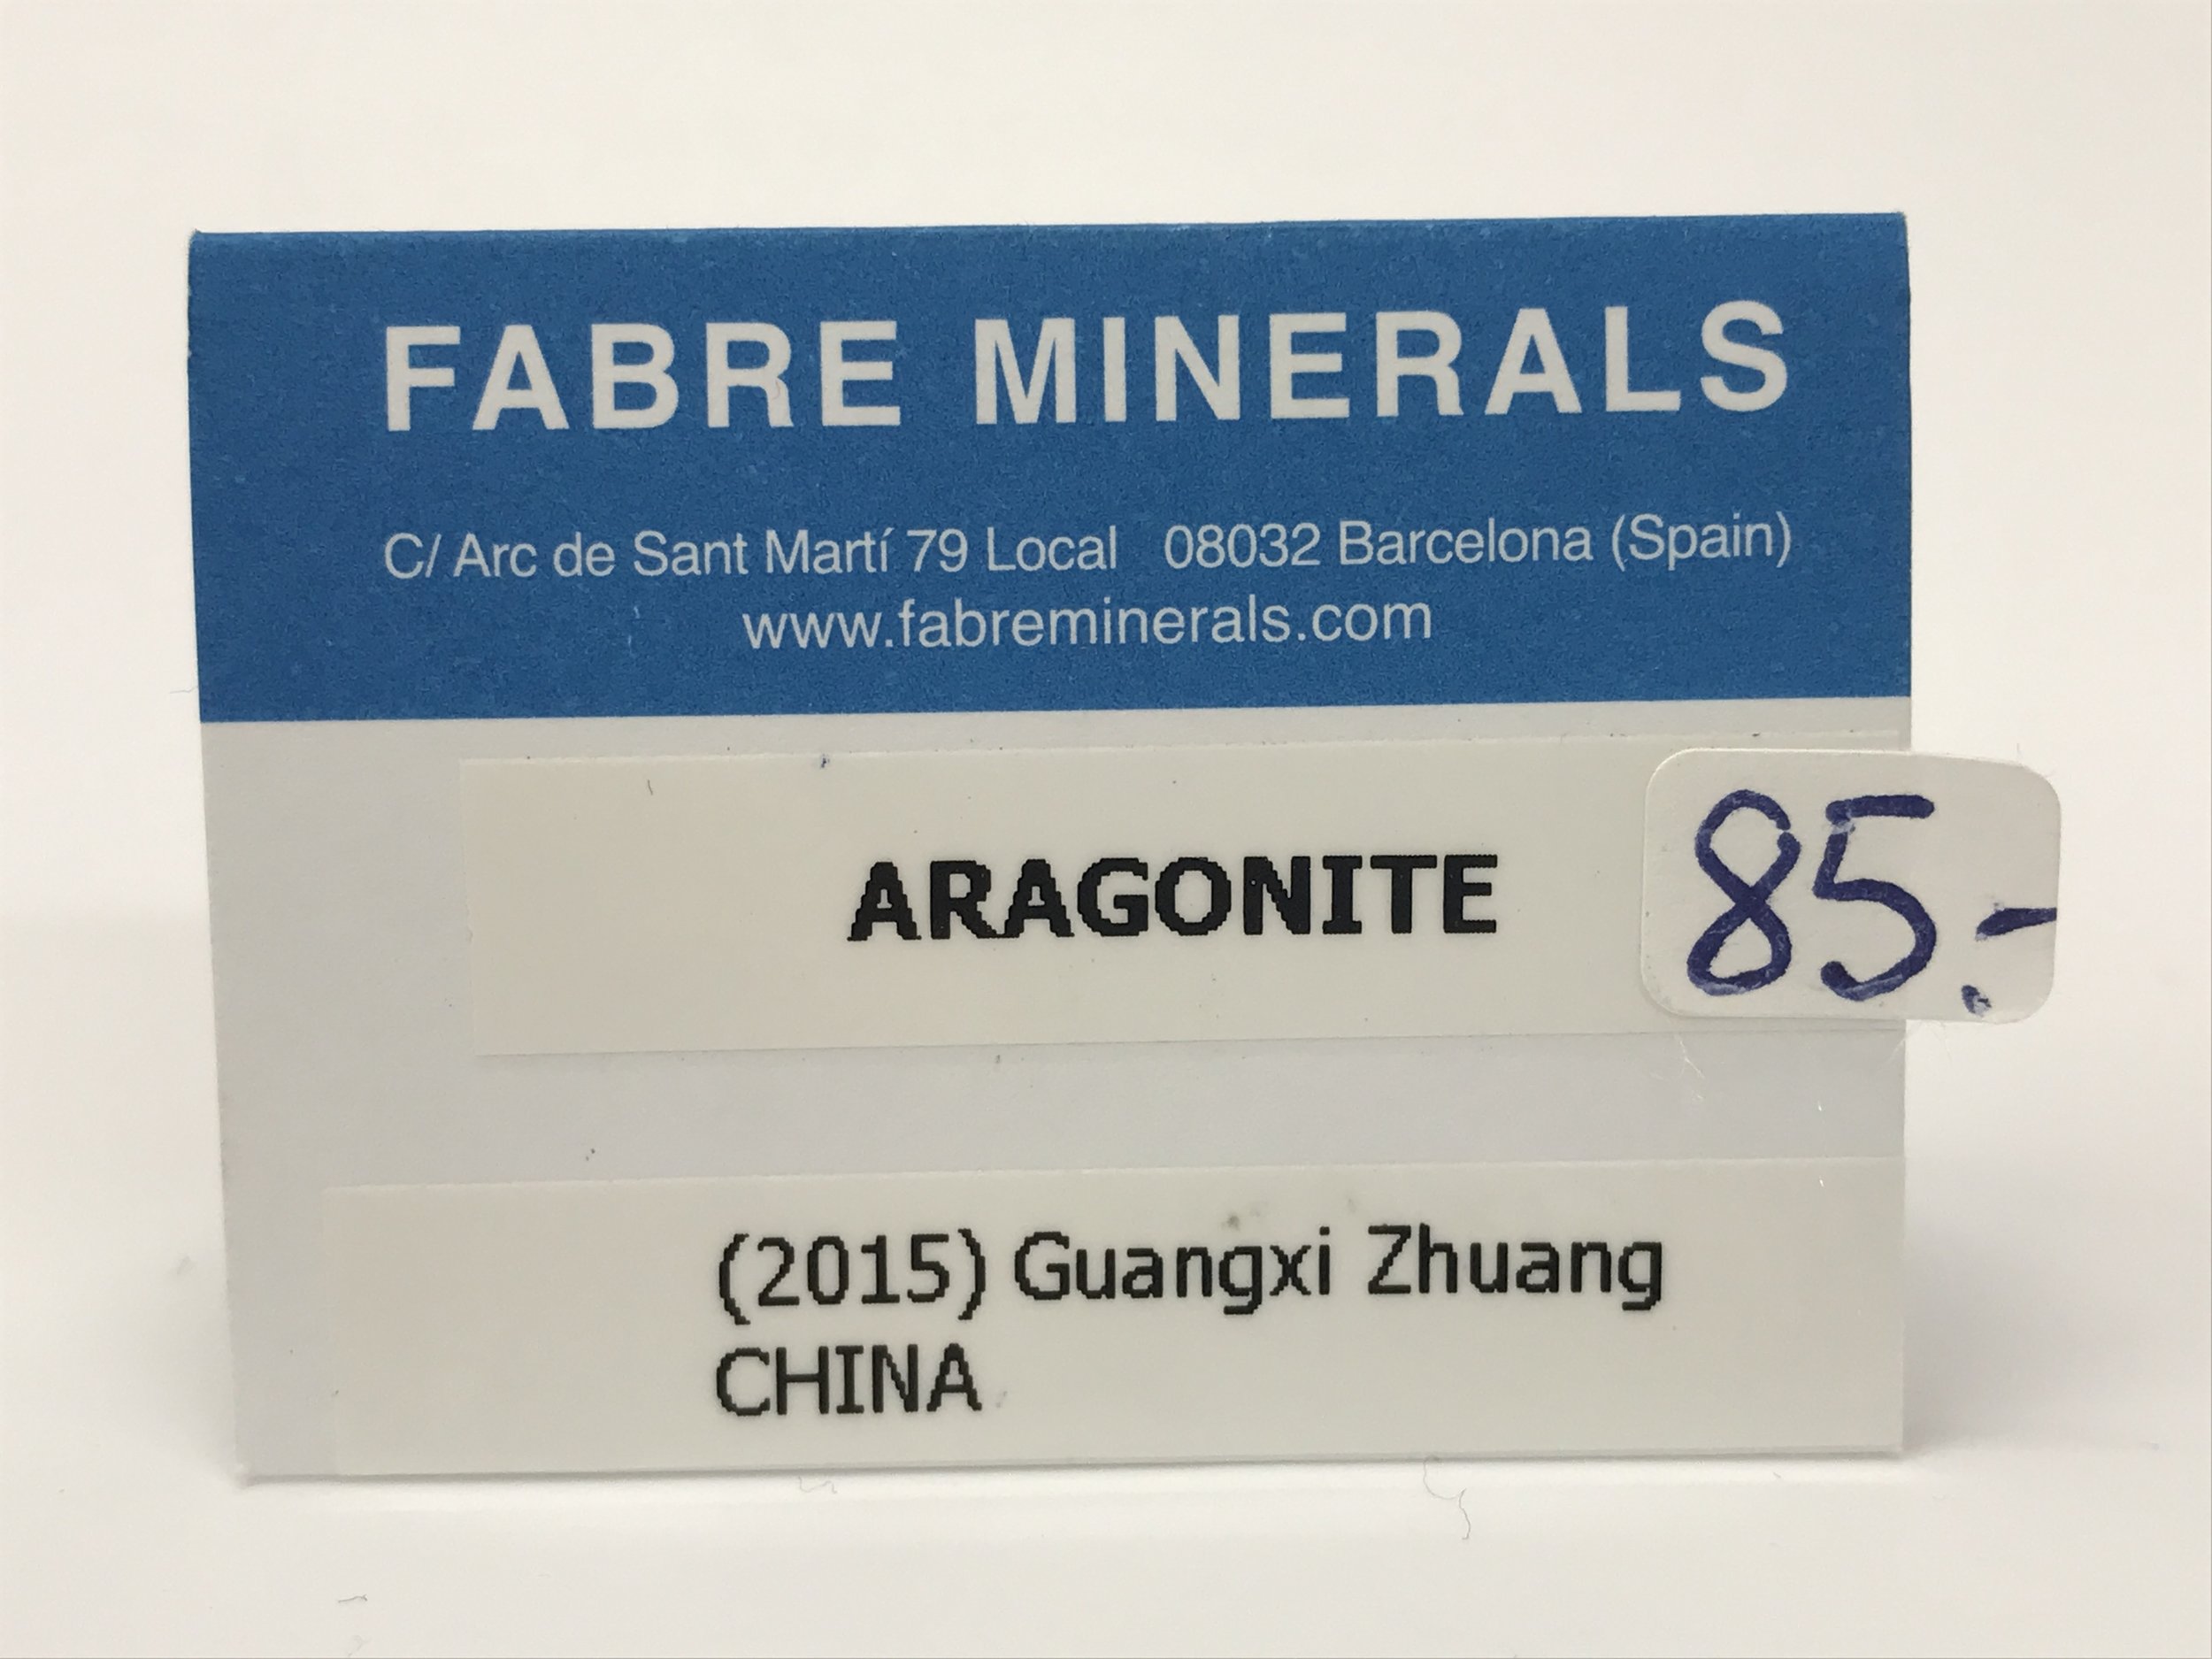 FABRE MINERALS
C/ Arc de Sant Martí 79 Local 08032 Barcelona (Spain)
www.fabreminerals.com
ARAGONITE
85.-
(2015) Guangxi Zhuang
CHINA